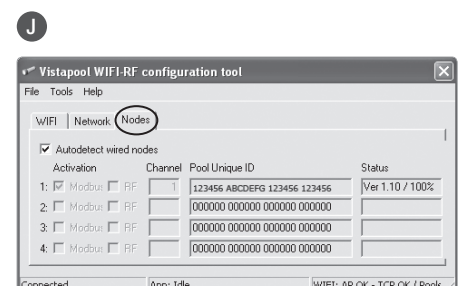 J
Vistapool WIFI-RF configuration tool
File Tools Help
WIFI Network Nodes
Autodetect wired nodes
Activation Channel Pool Unique ID Status
1: Modbus RF 1 123456 ABCDEFG 123456 123456 Ver 1.10 / 100%
2: Modbus RF 000000 000000 000000 000000
3: Modbus RF 000000 000000 000000 000000
4: Modbus RF 000000 000000 000000 000000
Connected App: Idle WIFI: AP OK - TCP OK / Pools